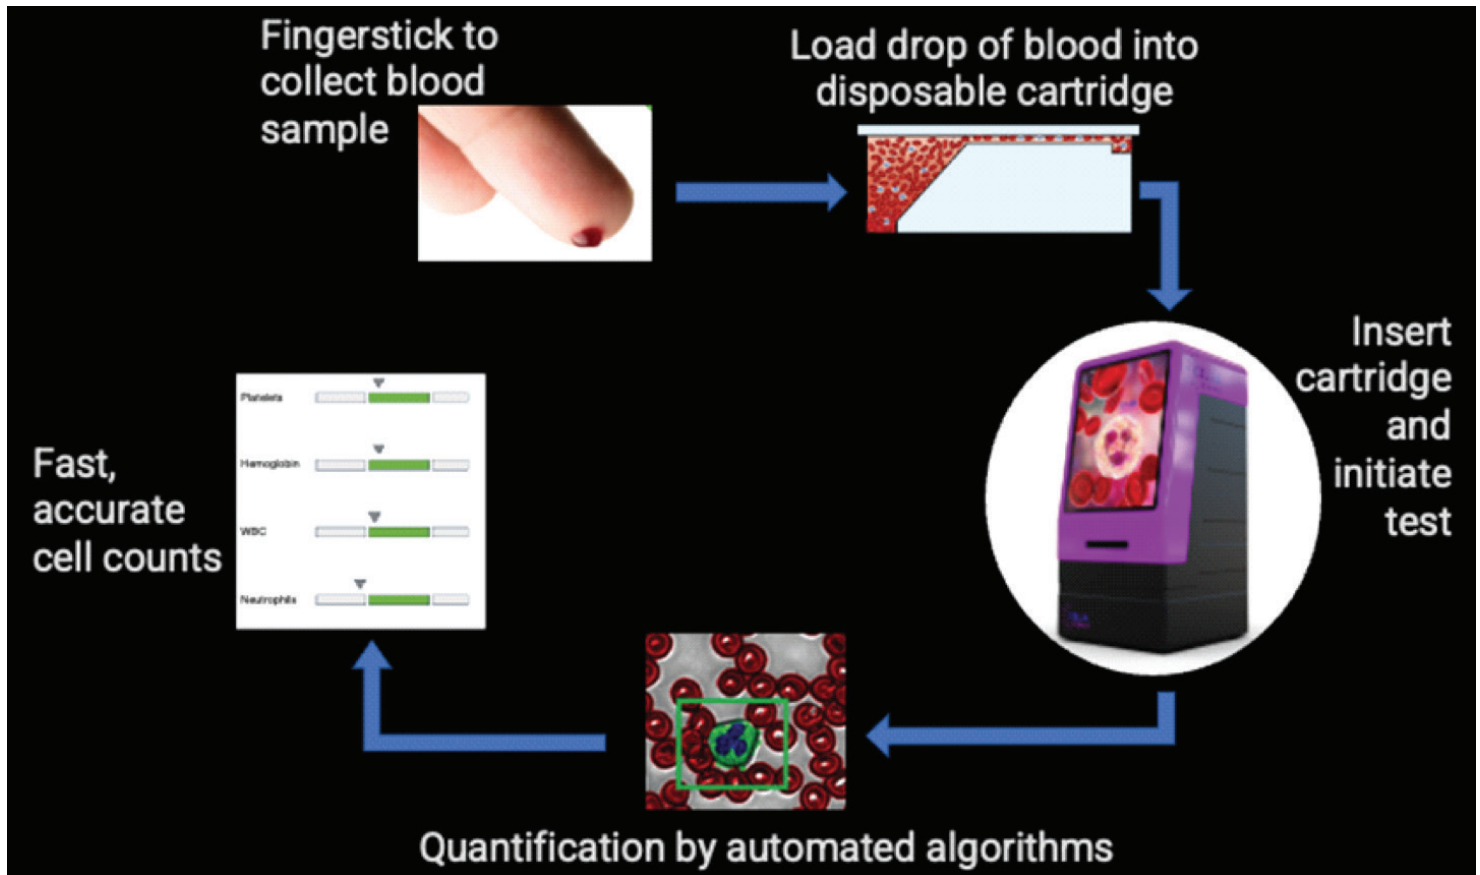 Fingerstick to
collect blood
sample
Load drop of blood into
disposable cartridge
Insert
cartridge
and
initiate
test
Quantification by automated algorithms
Fast,
accurate
cell counts
Platelets
Hemoglobin
WBC
Neutrophils